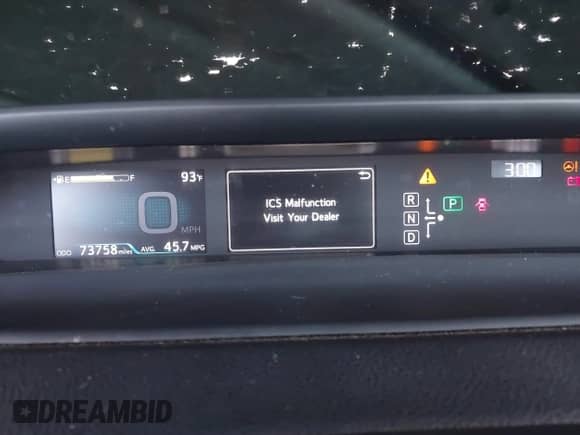 E F 93°F
0 MPH
ODO 73758 miles AVG. 45.7 MPG
ICS Malfunction
Visit Your Dealer
R
N
D
P
!
3:00
!
DREAMBID